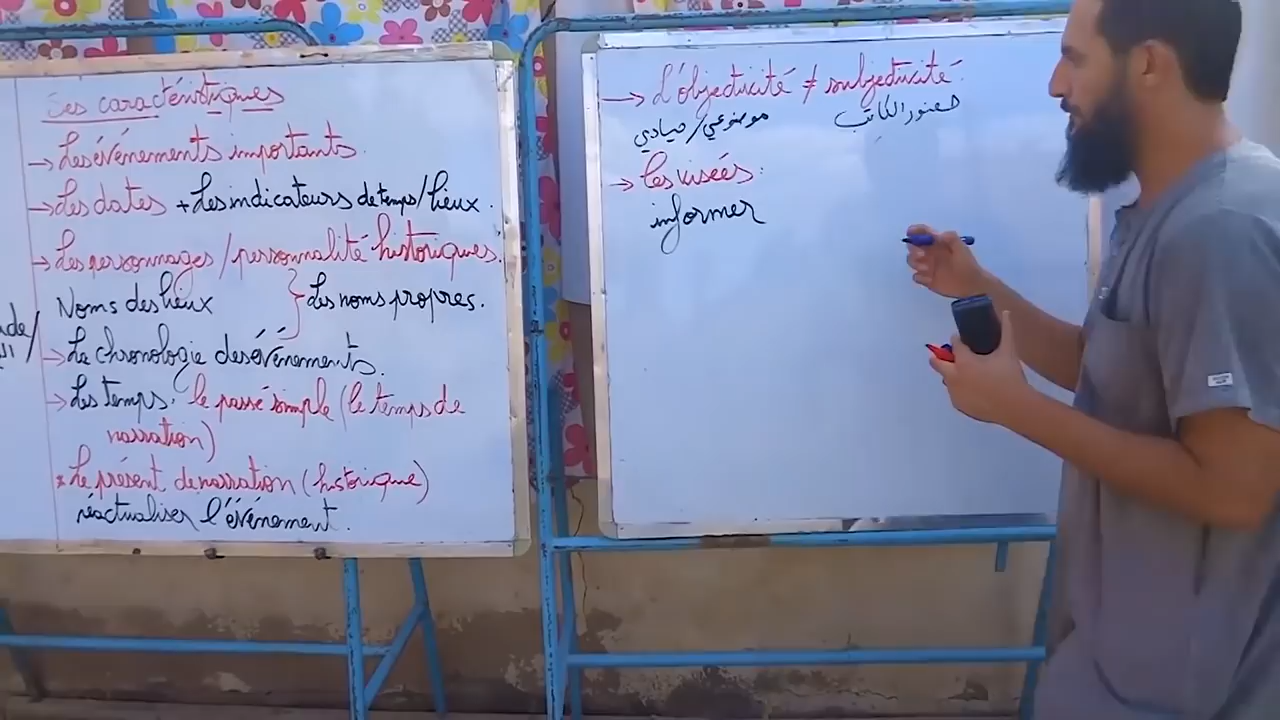 Ses caractéristiques
→ Les événements importants.
→ Les dates + Les indicateurs de temps/lieux.
→ Les personnages / personnalité historiques.
Noms des lieux } Les noms propres.
→ La chronologie des événements.
→ Les temps. le passé simple (le temps de
narration)
* Le présent de narration (historique)
réactualiser l'événement.
→ L'objectivité ≠ subjectivité.
موضوعي/حيادي حضور الكاتب
→ les visées:
informer